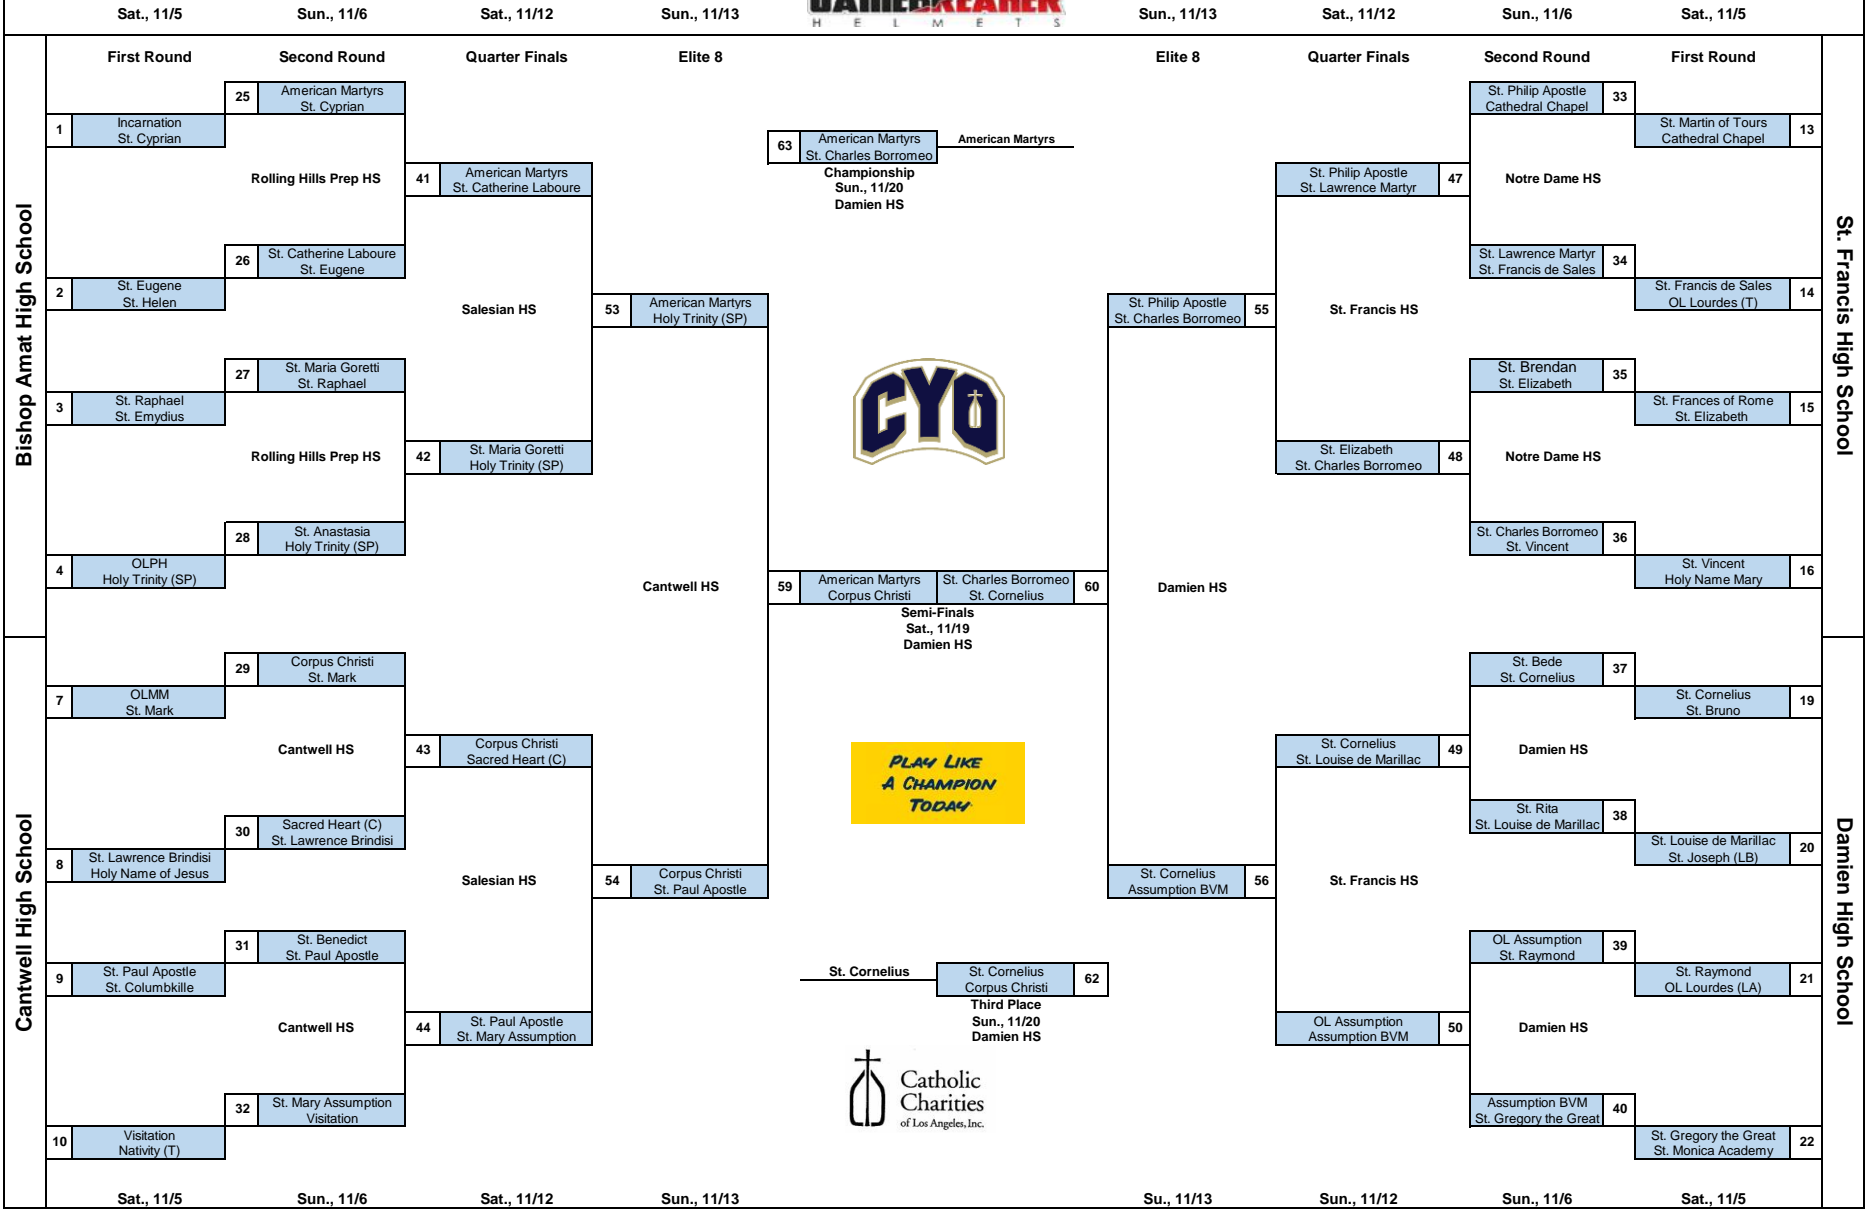 Sat., 11/5
Sun., 11/6
Sat., 11/12
Sun., 11/13
GAMEBREAKER
HELMETS
Sun., 11/13
Sat., 11/12
Sun., 11/6
Sat., 11/5
First Round
Second Round
Quarter Finals
Elite 8
Elite 8
Quarter Finals
Second Round
First Round
Bishop Amat High School
Cantwell High School
1
Incarnation
St. Cyprian
2
St. Eugene
St. Helen
3
St. Raphael
St. Emydius
4
OLPH
Holy Trinity (SP)
7
OLMM
St. Mark
8
St. Lawrence Brindisi
Holy Name of Jesus
9
St. Paul Apostle
St. Columbkille
10
Visitation
Nativity (T)
25
American Martyrs
St. Cyprian
Rolling Hills Prep HS
26
St. Catherine Laboure
St. Eugene
27
St. Maria Goretti
St. Raphael
Rolling Hills Prep HS
28
St. Anastasia
Holy Trinity (SP)
29
Corpus Christi
St. Mark
Cantwell HS
30
Sacred Heart (C)
St. Lawrence Brindisi
31
St. Benedict
St. Paul Apostle
Cantwell HS
32
St. Mary Assumption
Visitation
41
American Martyrs
St. Catherine Laboure
Salesian HS
42
St. Maria Goretti
Holy Trinity (SP)
43
Corpus Christi
Sacred Heart (C)
Salesian HS
44
St. Paul Apostle
St. Mary Assumption
53
American Martyrs
Holy Trinity (SP)
Cantwell HS
54
Corpus Christi
St. Paul Apostle
63
American Martyrs
St. Charles Borromeo
American Martyrs
Championship
Sun., 11/20
Damien HS
CYO
59
American Martyrs
Corpus Christi
St. Charles Borromeo
St. Cornelius
60
Semi-Finals
Sat., 11/19
Damien HS
PLAY LIKE
A CHAMPION
TODAY
St. Cornelius
St. Cornelius
Corpus Christi
62
Third Place
Sun., 11/20
Damien HS
Catholic
Charities
of Los Angeles, Inc.
St. Philip Apostle
St. Charles Borromeo
55
Damien HS
St. Cornelius
Assumption BVM
56
St. Philip Apostle
St. Lawrence Martyr
47
St. Francis HS
St. Elizabeth
St. Charles Borromeo
48
St. Cornelius
St. Louise de Marillac
49
St. Francis HS
OL Assumption
Assumption BVM
50
St. Philip Apostle
Cathedral Chapel
33
Notre Dame HS
St. Lawrence Martyr
St. Francis de Sales
34
St. Brendan
St. Elizabeth
35
Notre Dame HS
St. Charles Borromeo
St. Vincent
36
St. Bede
St. Cornelius
37
Damien HS
St. Rita
St. Louise de Marillac
38
OL Assumption
St. Raymond
39
Damien HS
Assumption BVM
St. Gregory the Great
40
St. Martin of Tours
Cathedral Chapel
13
St. Francis de Sales
OL Lourdes (T)
14
St. Frances of Rome
St. Elizabeth
15
St. Vincent
Holy Name Mary
16
St. Cornelius
St. Bruno
19
St. Louise de Marillac
St. Joseph (LB)
20
St. Raymond
OL Lourdes (LA)
21
St. Gregory the Great
St. Monica Academy
22
St. Francis High School
Damien High School
Sat., 11/5
Sun., 11/6
Sat., 11/12
Sun., 11/13
Su., 11/13
Sun., 11/12
Sun., 11/6
Sat., 11/5